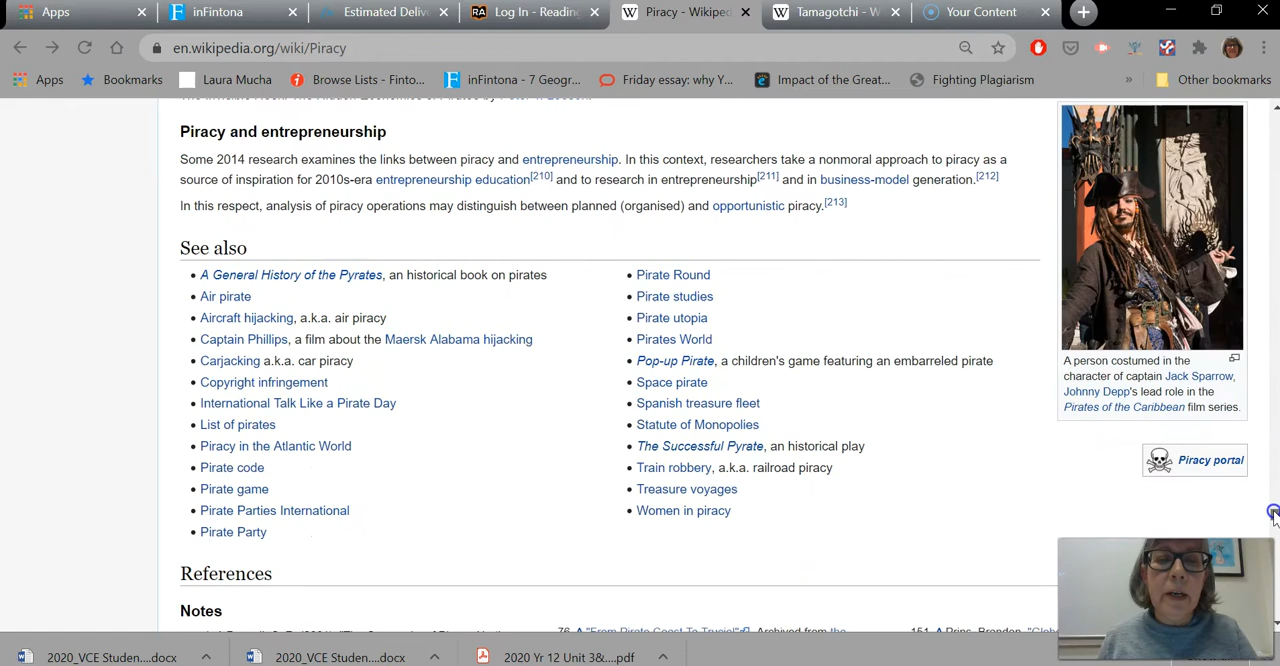 Apps
inFintona
Estimated Delive
Log In - Reading
Piracy - Wikiped
Tamagotchi - W
Your Content
en.wikipedia.org/wiki/Piracy
Apps
Bookmarks
Laura Mucha
Browse Lists - Finto...
inFintona - 7 Geogr...
Friday essay: why Y...
Impact of the Great...
Fighting Plagiarism
»
Other bookmarks
Piracy and entrepreneurship
Some 2014 research examines the links between piracy and entrepreneurship. In this context, researchers take a nonmoral approach to piracy as a
source of inspiration for 2010s-era entrepreneurship education[210] and to research in entrepreneurship[211] and in business-model generation.[212]
In this respect, analysis of piracy operations may distinguish between planned (organised) and opportunistic piracy.[213]
See also
• A General History of the Pyrates, an historical book on pirates
• Air pirate
• Aircraft hijacking, a.k.a. air piracy
• Captain Phillips, a film about the Maersk Alabama hijacking
• Carjacking a.k.a. car piracy
• Copyright infringement
• International Talk Like a Pirate Day
• List of pirates
• Piracy in the Atlantic World
• Pirate code
• Pirate game
• Pirate Parties International
• Pirate Party
• Pirate Round
• Pirate studies
• Pirate utopia
• Pirates World
• Pop-up Pirate, a children's game featuring an embarreled pirate
• Space pirate
• Spanish treasure fleet
• Statute of Monopolies
• The Successful Pyrate, an historical play
• Train robbery, a.k.a. railroad piracy
• Treasure voyages
• Women in piracy
A person costumed in the
character of captain Jack Sparrow,
Johnny Depp's lead role in the
Pirates of the Caribbean film series.
Piracy portal
References
Notes
2020_VCE Studen....docx
2020_VCE Studen....docx
2020 Yr 12 Unit 3&....pdf